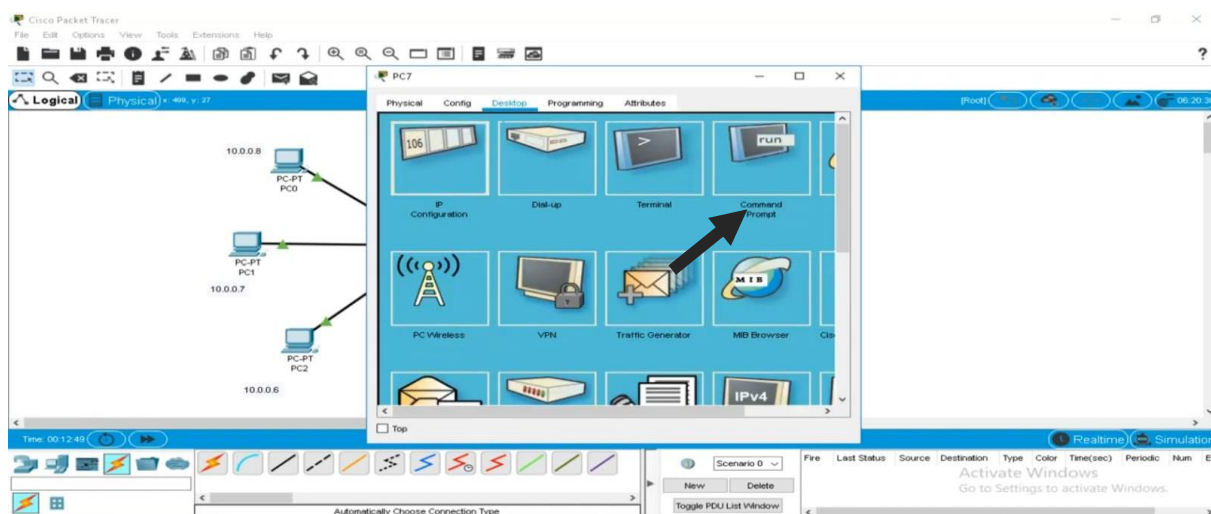 Cisco Packet Tracer
File Edit Options View Tools Extensions Help
?
PC7
Logical Physical x: 499, y: 27
[Root]
06:20:30
Physical Config Desktop Programming Attributes
106
>
run
IP Configuration
Dial-up
Terminal
Command Prompt
((( )))
MIB
PC Wireless
VPN
Traffic Generator
MIB Browser
Cis
IPv4
Top
10.0.0.8
PC-PT
PC0
PC-PT
PC1
10.0.0.7
PC-PT
PC2
10.0.0.6
Time: 00:12:49
Realtime Simulation
Scenario 0
New Delete
Toggle PDU List Window
Fire Last Status Source Destination Type Color Time(sec) Periodic Num E
Activate Windows
Go to Settings to activate Windows.
Automatically Choose Connection Type